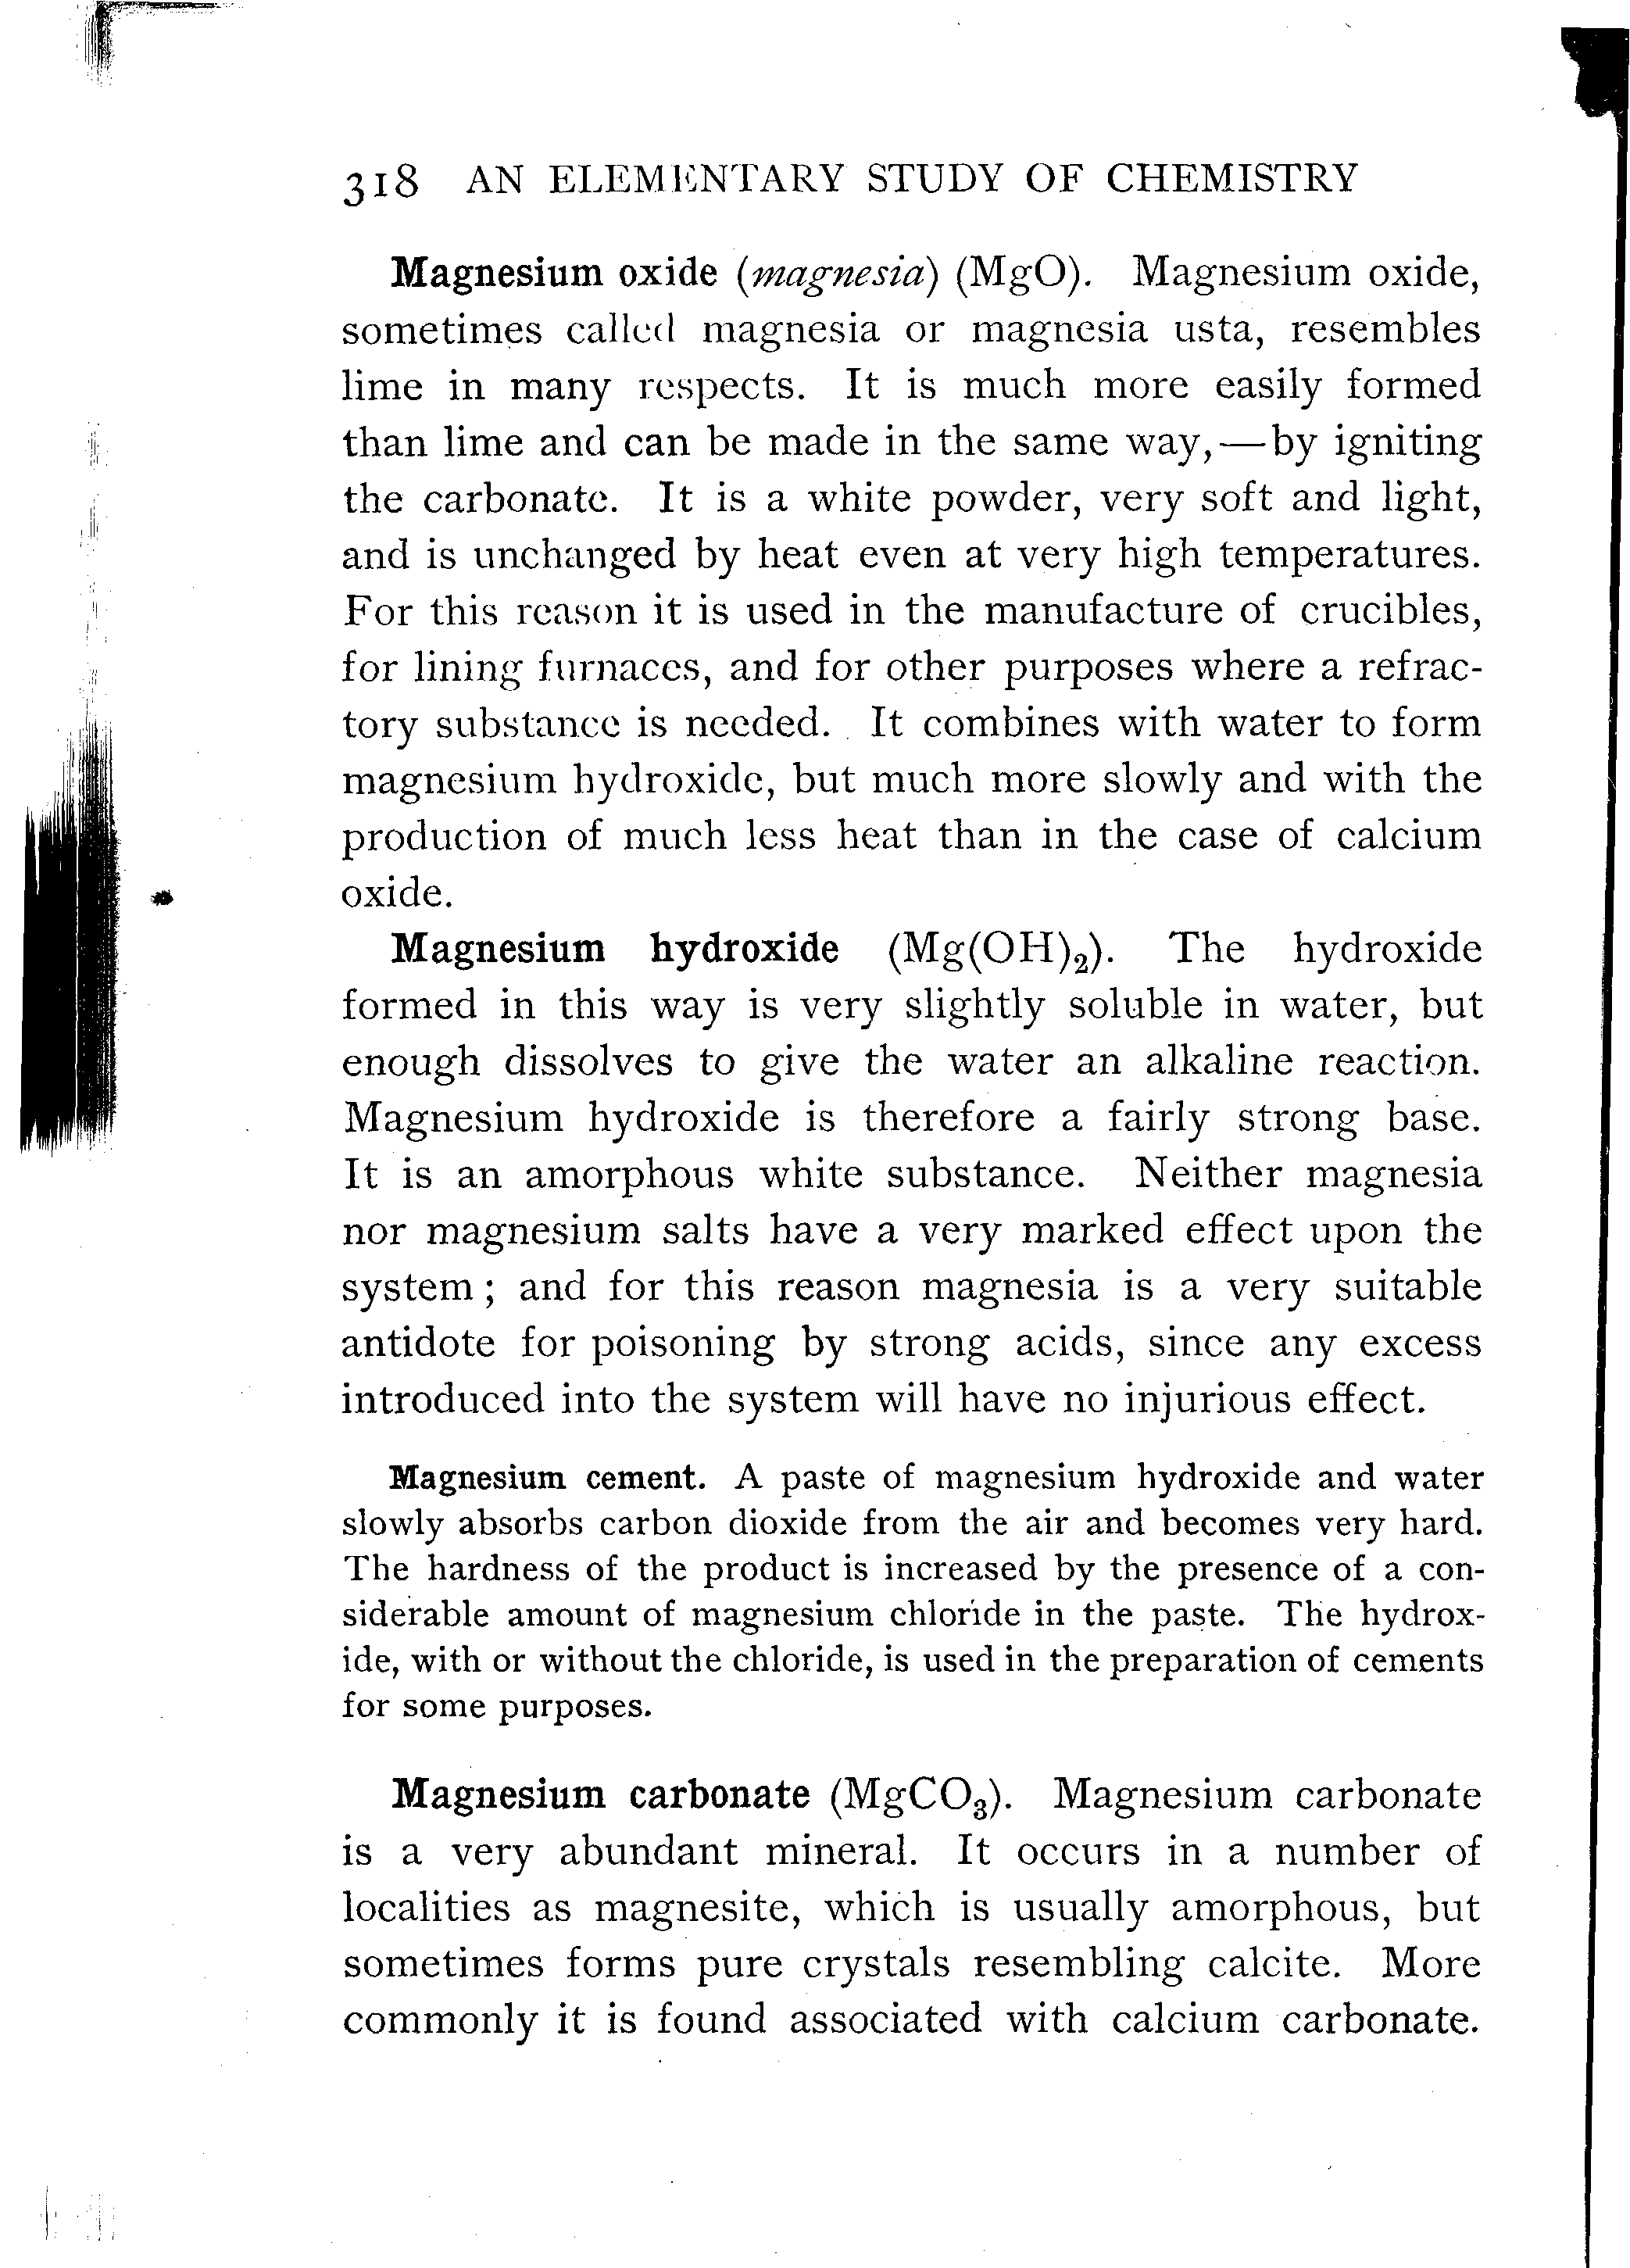 318 AN ELEMENTARY STUDY OF CHEMISTRY
Magnesium oxide (magnesia) (MgO). Magnesium oxide,
sometimes called magnesia or magnesia usta, resembles
lime in many respects. It is much more easily formed
than lime and can be made in the same way,—by igniting
the carbonate. It is a white powder, very soft and light,
and is unchanged by heat even at very high temperatures.
For this reason it is used in the manufacture of crucibles,
for lining furnaces, and for other purposes where a refrac-
tory substance is needed. It combines with water to form
magnesium hydroxide, but much more slowly and with the
production of much less heat than in the case of calcium
oxide.
Magnesium hydroxide (Mg(OH)₂). The hydroxide
formed in this way is very slightly soluble in water, but
enough dissolves to give the water an alkaline reaction.
Magnesium hydroxide is therefore a fairly strong base.
It is an amorphous white substance. Neither magnesia
nor magnesium salts have a very marked effect upon the
system; and for this reason magnesia is a very suitable
antidote for poisoning by strong acids, since any excess
introduced into the system will have no injurious effect.
Magnesium cement. A paste of magnesium hydroxide and water
slowly absorbs carbon dioxide from the air and becomes very hard.
The hardness of the product is increased by the presence of a con-
siderable amount of magnesium chloride in the paste. The hydrox-
ide, with or without the chloride, is used in the preparation of cements
for some purposes.
Magnesium carbonate (MgCO₃). Magnesium carbonate
is a very abundant mineral. It occurs in a number of
localities as magnesite, which is usually amorphous, but
sometimes forms pure crystals resembling calcite. More
commonly it is found associated with calcium carbonate.